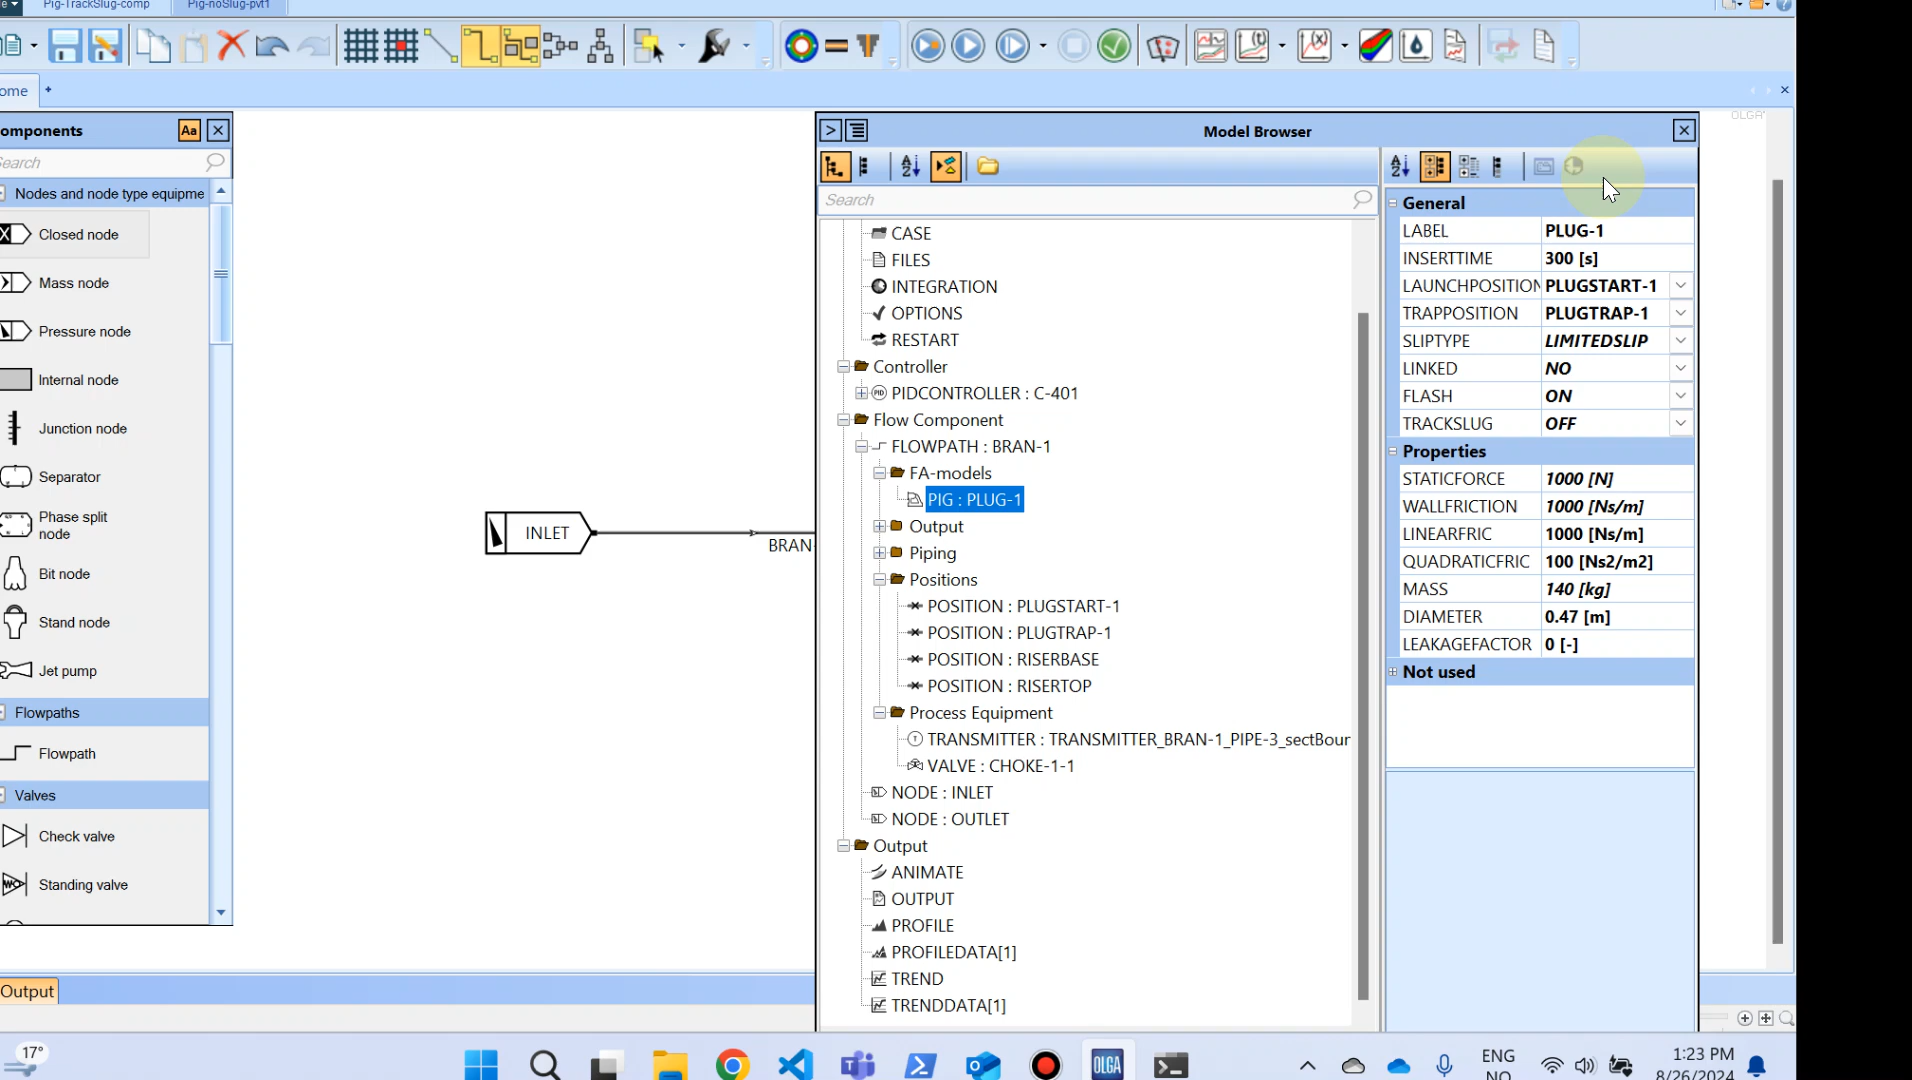 Pig-TrackSlug-comp
Pig-noSlug-pvt1
ome +
omponents
Aa
Search
Nodes and node type equipme
Closed node
Mass node
Pressure node
Internal node
Junction node
Separator
Phase split
node
Bit node
Stand node
Jet pump
Flowpaths
Flowpath
Valves
Check valve
Standing valve
Output
INLET
BRAN-
OLGA
Model Browser
Search
CASE
FILES
INTEGRATION
OPTIONS
RESTART
Controller
PIDCONTROLLER : C-401
Flow Component
FLOWPATH : BRAN-1
FA-models
PIG : PLUG-1
Output
Piping
Positions
POSITION : PLUGSTART-1
POSITION : PLUGTRAP-1
POSITION : RISERBASE
POSITION : RISERTOP
Process Equipment
TRANSMITTER : TRANSMITTER_BRAN-1_PIPE-3_sectBour
VALVE : CHOKE-1-1
NODE : INLET
NODE : OUTLET
Output
ANIMATE
OUTPUT
PROFILE
PROFILEDATA[1]
TREND
TRENDDATA[1]
General
LABEL PLUG-1
INSERTTIME 300 [s]
LAUNCHPOSITION PLUGSTART-1
TRAPPOSITION PLUGTRAP-1
SLIPTYPE LIMITEDSLIP
LINKED NO
FLASH ON
TRACKSLUG OFF
Properties
STATICFORCE 1000 [N]
WALLFRICTION 1000 [Ns/m]
LINEARFRIC 1000 [Ns/m]
QUADRATICFRIC 100 [Ns2/m2]
MASS 140 [kg]
DIAMETER 0.47 [m]
LEAKAGEFACTOR 0 [-]
Not used
17°
OLGA
ENG
NO
1:23 PM
8/26/2024